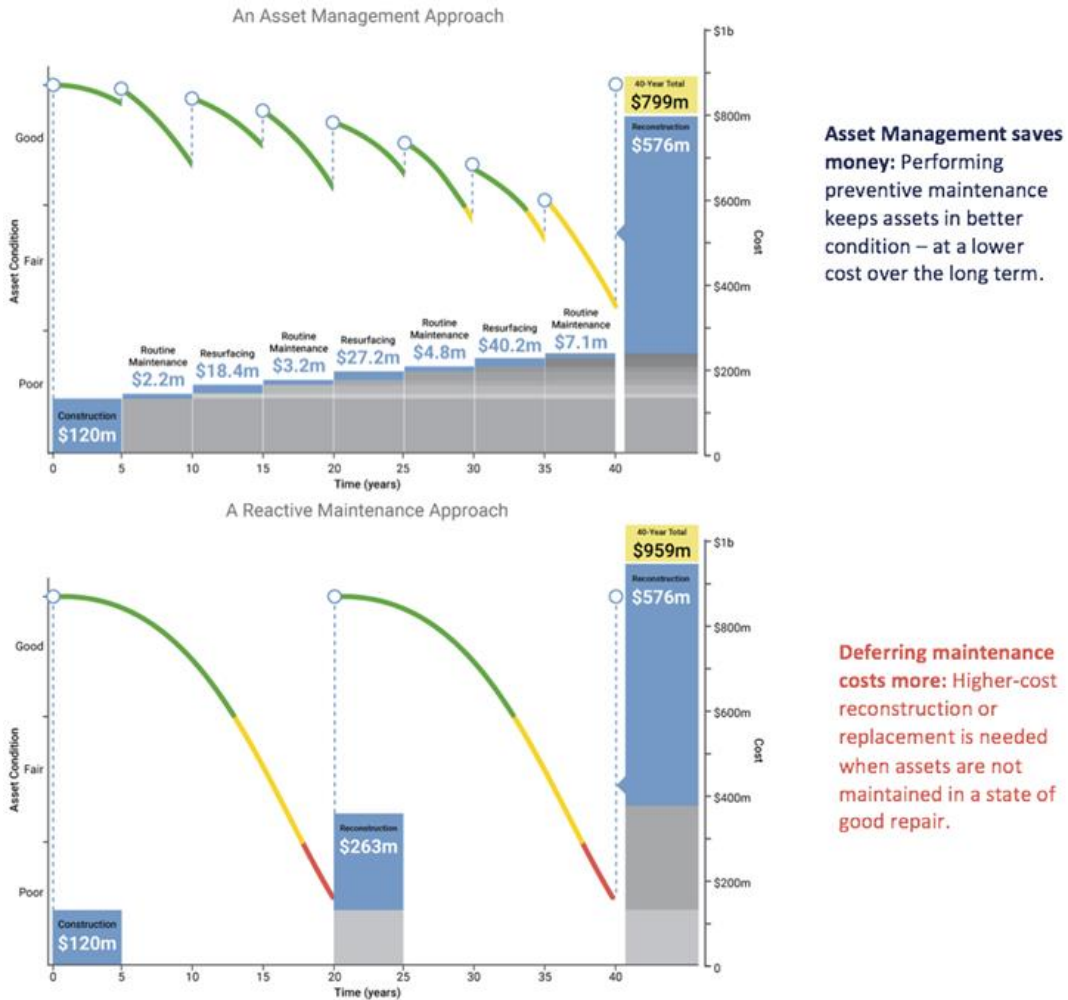 An Asset Management Approach
Asset Condition
Good
Fair
Poor
Construction
$120m
Routine
Maintenance
$2.2m
Resurfacing
$18.4m
Routine
Maintenance
$3.2m
Resurfacing
$27.2m
Routine
Maintenance
$4.8m
Resurfacing
$40.2m
Routine
Maintenance
$7.1m
40-Year Total
$799m
Reconstruction
$576m
$1b
$800m
$600m
$400m
$200m
0
Cost
0 5 10 15 20 25 30 35 40
Time (years)
Asset Management saves
money: Performing
preventive maintenance
keeps assets in better
condition – at a lower
cost over the long term.
A Reactive Maintenance Approach
Asset Condition
Good
Fair
Poor
Construction
$120m
Reconstruction
$263m
40-Year Total
$959m
Reconstruction
$576m
$1b
$800m
$600m
$400m
$200m
0
Cost
0 5 10 15 20 25 30 35 40
Time (years)
Deferring maintenance
costs more: Higher-cost
reconstruction or
replacement is needed
when assets are not
maintained in a state of
good repair.